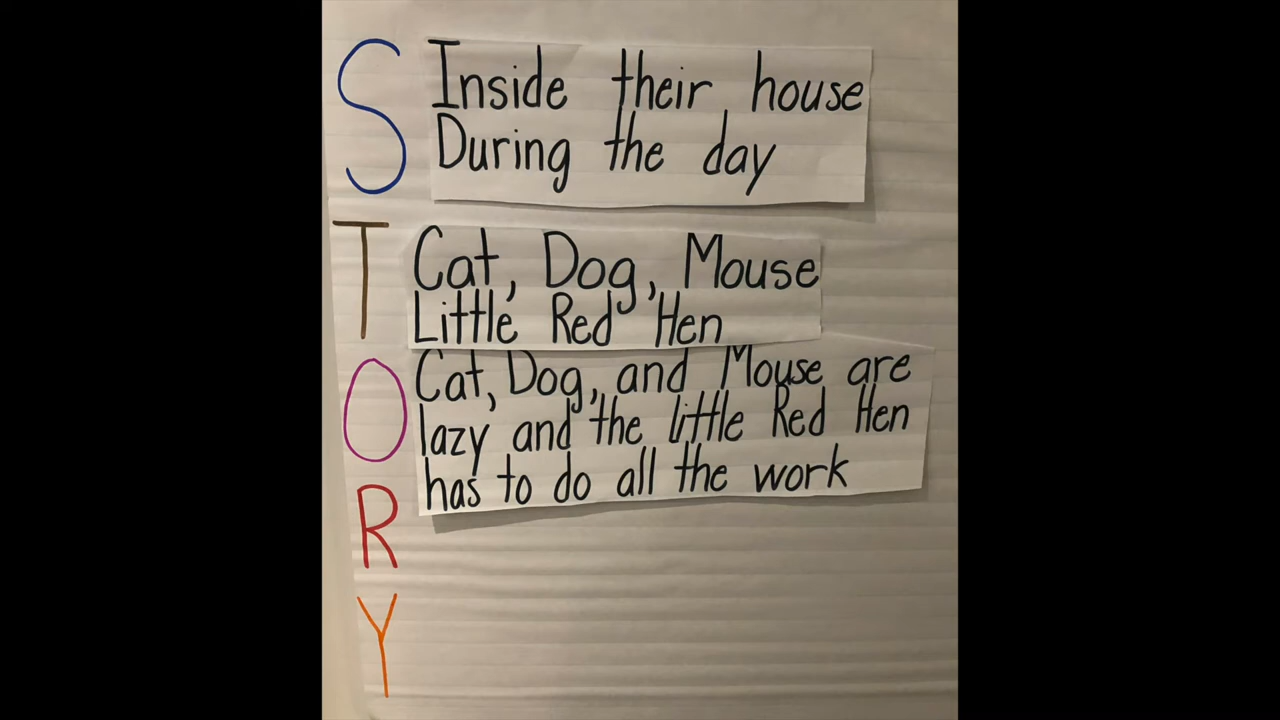 S Inside their house
During the day
T Cat, Dog, Mouse
Little Red Hen
O Cat, Dog, and Mouse are
lazy and the little Red Hen
has to do all the work
R
Y